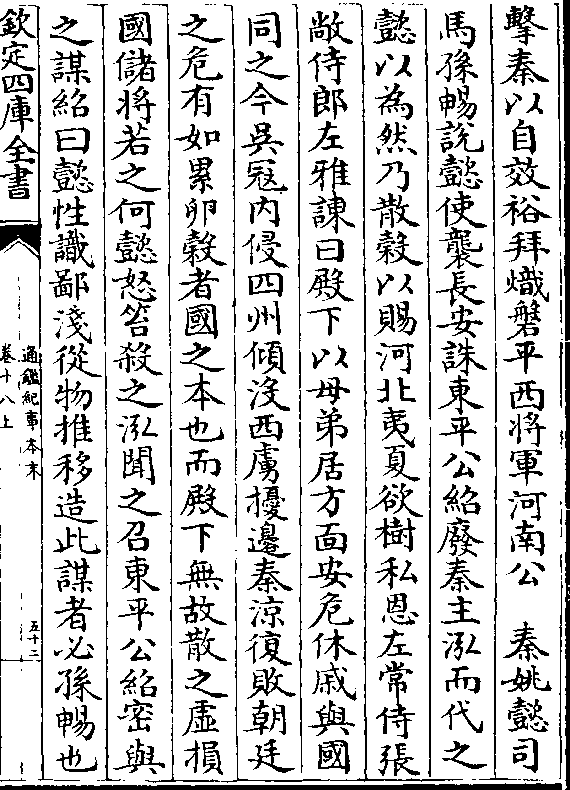 擊秦以自效裕拜熾磐平西將軍河南公　秦姚懿司
馬孫暢說懿使襲長安誅東平公紹廢秦主泓而代之
懿以為然乃散榖以賜河北夷夏欲樹私恩左常侍張
敞侍郎左雅諫曰殿下以母弟居方面安危休戚與國
同之今吳寇内侵四州傾没西虜擾邊秦涼復敗朝廷
之危有如累卵榖者國之本也而殿下無故散之虛損
國儲將若之何懿怒笞殺之泓聞之召東平公紹密與
之謀紹曰懿性識鄙淺從物推移造此謀者必孫暢也
欽定四庫全書
通鑑紀事本末
卷十八上
五十二